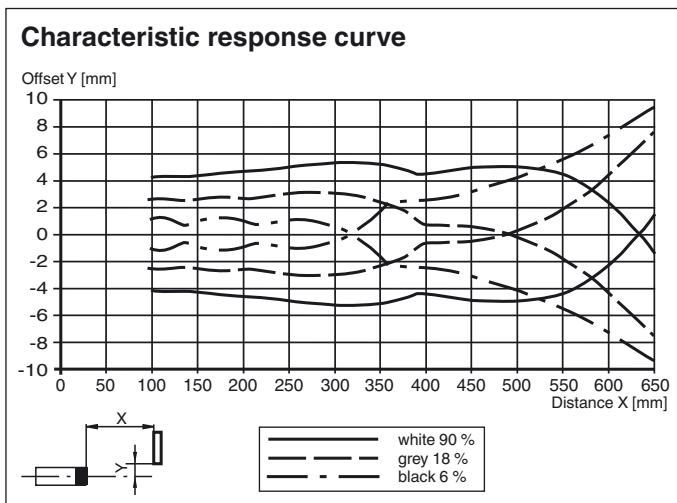 Characteristic response curve
Offset Y [mm]
10
8
6
4
2
0
-2
-4
-6
-8
-10
0 50 100 150 200 250 300 350 400 450 500 550 600 650
Distance X [mm]
X
Y
white 90 %
grey 18 %
black 6 %